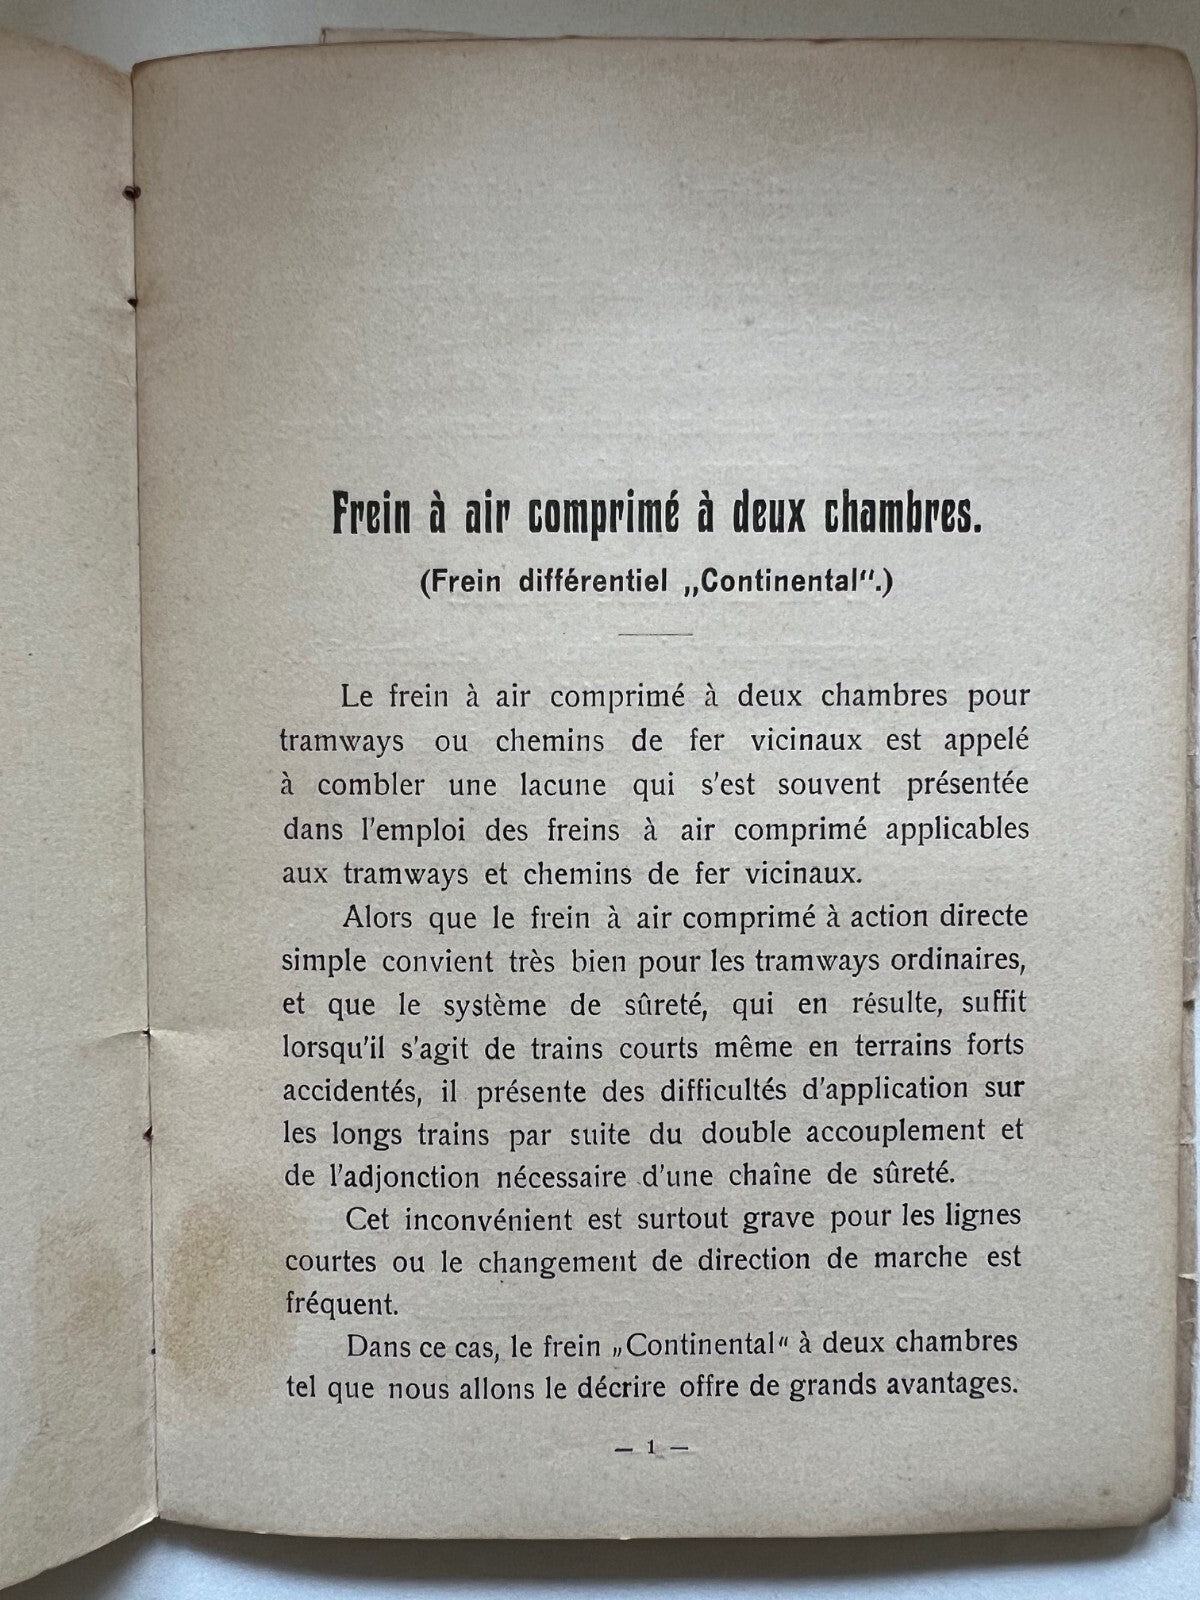 Frein à air comprimé à deux chambres.
(Frein différentiel „Continental“.)
Le frein à air comprimé à deux chambres pour
tramways ou chemins de fer vicinaux est appelé
à combler une lacune qui s'est souvent présentée
dans l'emploi des freins à air comprimé applicables
aux tramways et chemins de fer vicinaux.
Alors que le frein à air comprimé à action directe
simple convient très bien pour les tramways ordinaires,
et que le système de sûreté, qui en résulte, suffit
lorsqu'il s'agit de trains courts même en terrains forts
accidentés, il présente des difficultés d'application sur
les longs trains par suite du double accouplement et
de l'adjonction nécessaire d'une chaîne de sûreté.
Cet inconvénient est surtout grave pour les lignes
courtes ou le changement de direction de marche est
fréquent.
Dans ce cas, le frein „Continental“ à deux chambres
tel que nous allons le décrire offre de grands avantages.
— 1 —